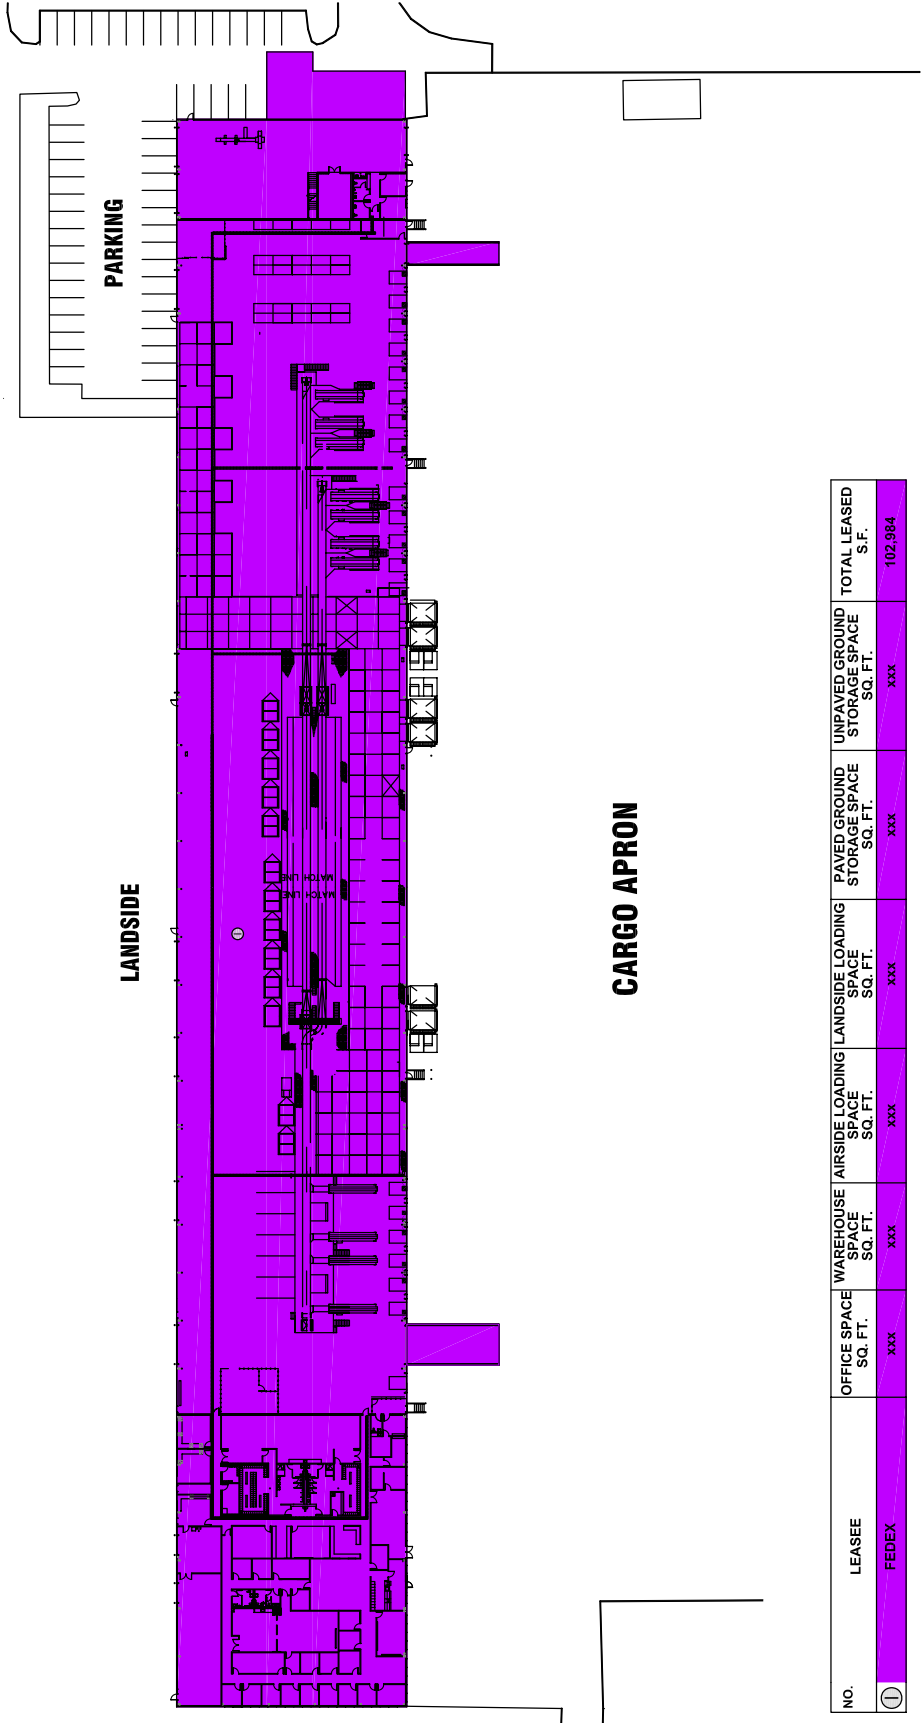 PARKING
LANDSIDE
MATCH LINE
MATCH LINE
CARGO APRON
NO.
LEASEE
OFFICE SPACE
SQ. FT.
WAREHOUSE
SPACE
SQ. FT.
AIRSIDE LOADING
SPACE
SQ. FT.
LANDSIDE LOADING
SPACE
SQ. FT.
PAVED GROUND
STORAGE SPACE
SQ. FT.
UNPAVED GROUND
STORAGE SPACE
SQ. FT.
TOTAL LEASED
S.F.
1
FEDEX
XXX
XXX
XXX
XXX
XXX
XXX
102,984